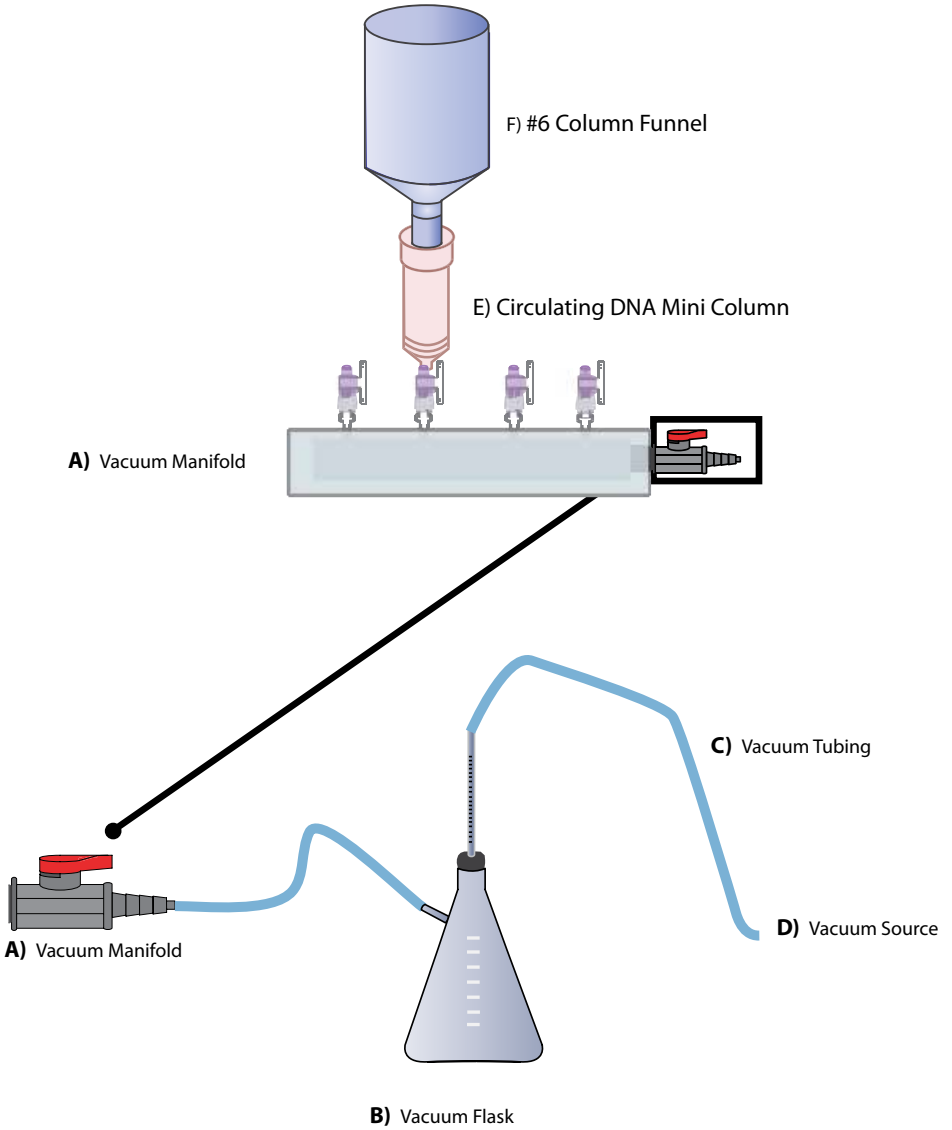 F) #6 Column Funnel
E) Circulating DNA Mini Column
A) Vacuum Manifold
C) Vacuum Tubing
D) Vacuum Source
A) Vacuum Manifold
B) Vacuum Flask